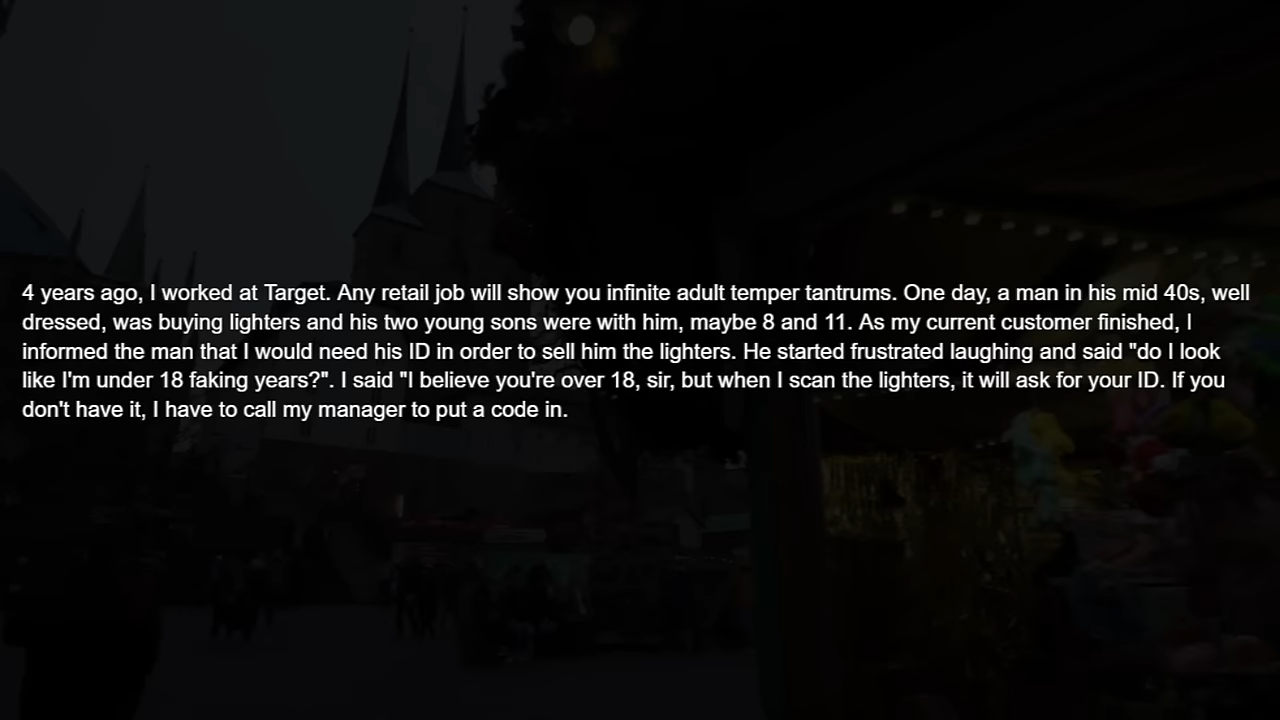 4 years ago, I worked at Target. Any retail job will show you infinite adult temper tantrums. One day, a man in his mid 40s, well
dressed, was buying lighters and his two young sons were with him, maybe 8 and 11. As my current customer finished, I
informed the man that I would need his ID in order to sell him the lighters. He started frustrated laughing and said "do I look
like I'm under 18 faking years?". I said "I believe you're over 18, sir, but when I scan the lighters, it will ask for your ID. If you
don't have it, I have to call my manager to put a code in.